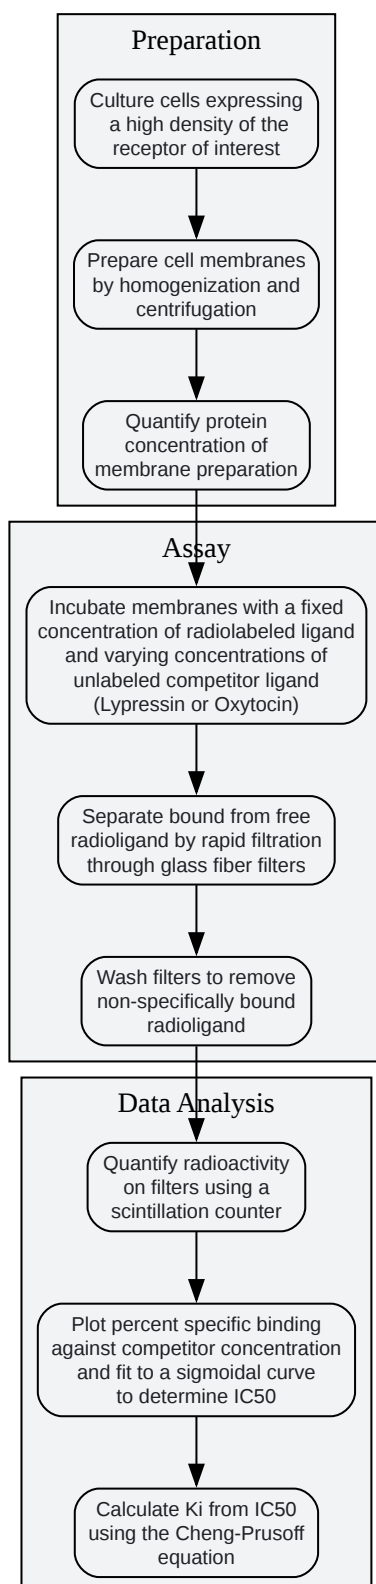 Preparation
Culture cells expressing
a high density of the
receptor of interest
Prepare cell membranes
by homogenization and
centrifugation
Quantify protein
concentration of
membrane preparation
Assay
Incubate membranes with a fixed
concentration of radiolabeled ligand
and varying concentrations of
unlabeled competitor ligand
(Lypressin or Oxytocin)
Separate bound from free
radioligand by rapid filtration
through glass fiber filters
Wash filters to remove
non-specifically bound
radioligand
Data Analysis
Quantify radioactivity
on filters using a
scintillation counter
Plot percent specific binding
against competitor concentration
and fit to a sigmoidal curve
to determine IC50
Calculate Ki from IC50
using the Cheng-Prusoff
equation